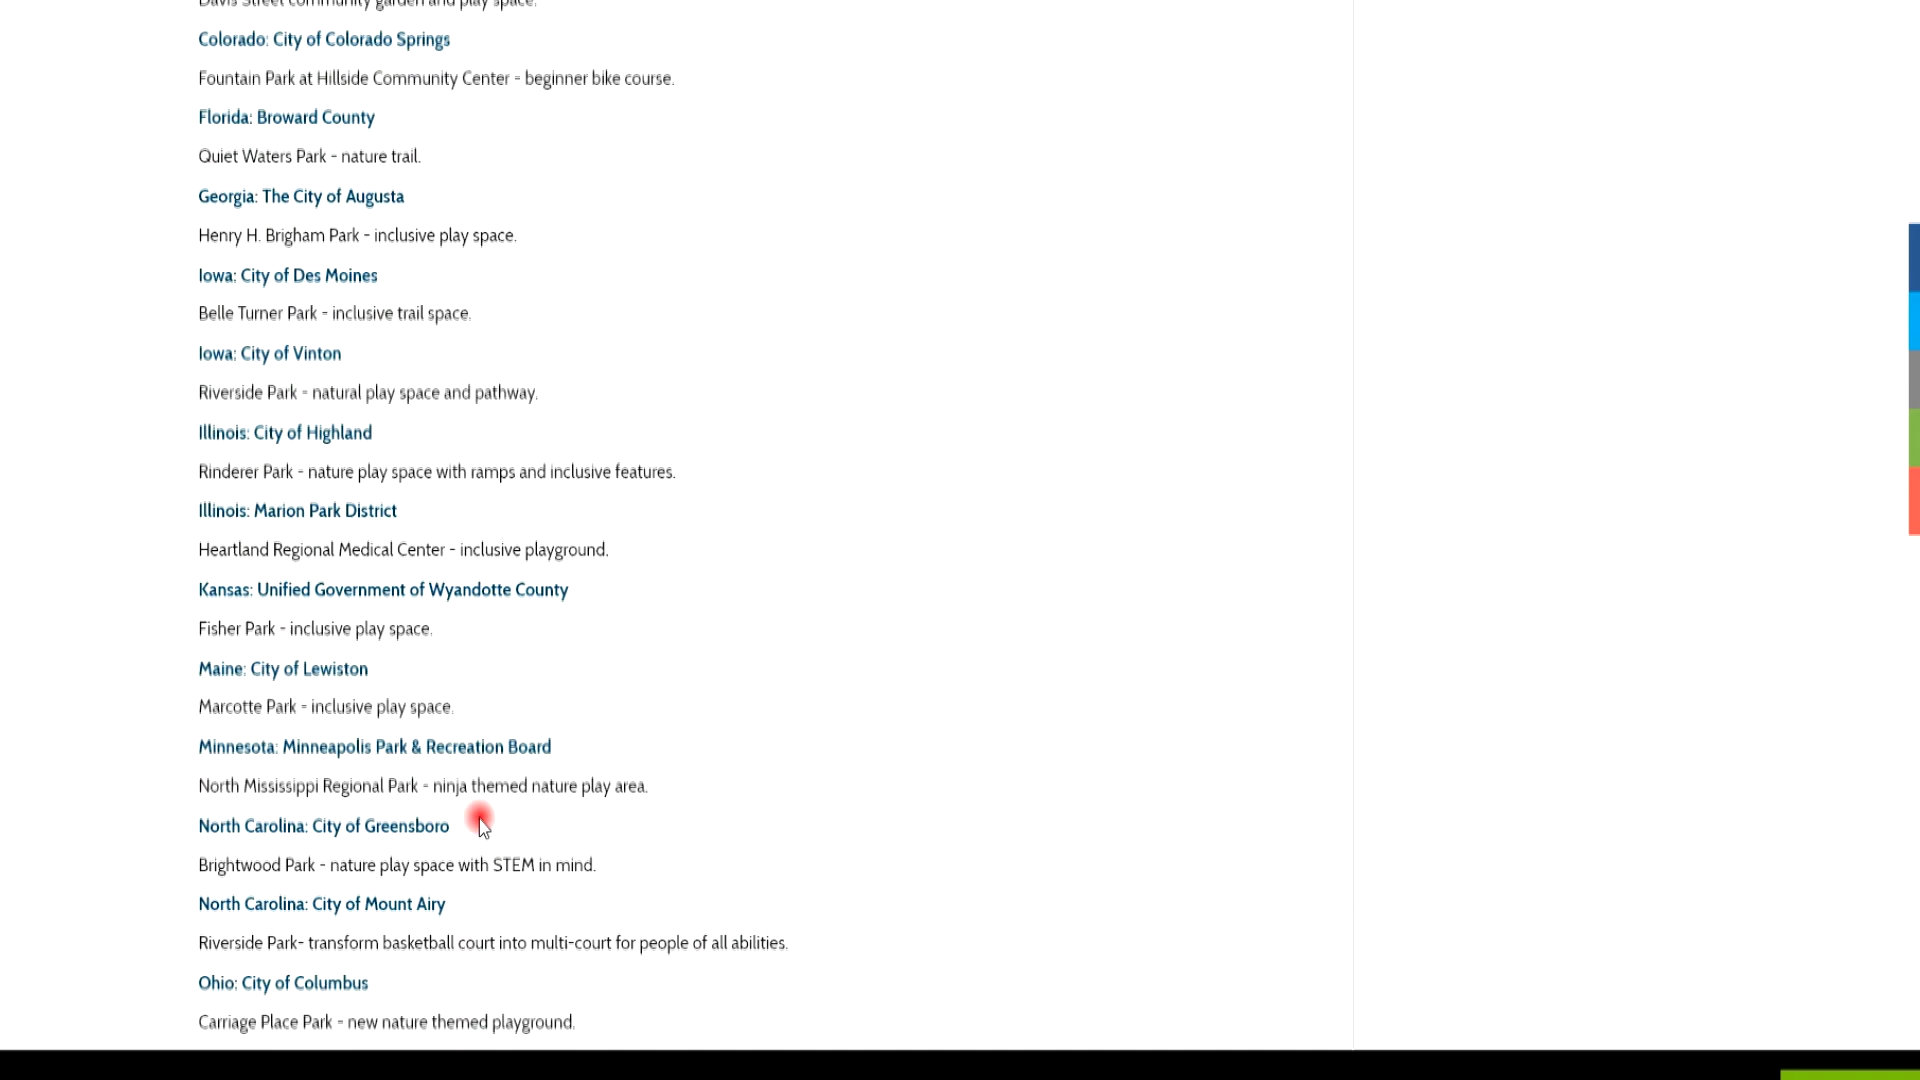 Davis Street community garden and play space.
Colorado: City of Colorado Springs
Fountain Park at Hillside Community Center - beginner bike course.
Florida: Broward County
Quiet Waters Park - nature trail.
Georgia: The City of Augusta
Henry H. Brigham Park - inclusive play space.
Iowa: City of Des Moines
Belle Turner Park - inclusive trail space.
Iowa: City of Vinton
Riverside Park - natural play space and pathway.
Illinois: City of Highland
Rinderer Park - nature play space with ramps and inclusive features.
Illinois: Marion Park District
Heartland Regional Medical Center - inclusive playground.
Kansas: Unified Government of Wyandotte County
Fisher Park - inclusive play space.
Maine: City of Lewiston
Marcotte Park - inclusive play space.
Minnesota: Minneapolis Park & Recreation Board
North Mississippi Regional Park - ninja themed nature play area.
North Carolina: City of Greensboro
Brightwood Park - nature play space with STEM in mind.
North Carolina: City of Mount Airy
Riverside Park- transform basketball court into multi-court for people of all abilities.
Ohio: City of Columbus
Carriage Place Park - new nature themed playground.